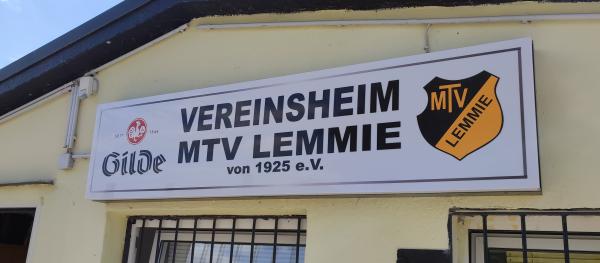 VEREINSHEIM
MTV LEMMIE
von 1925 e.V.
Gilde
MTV
LEMMIE